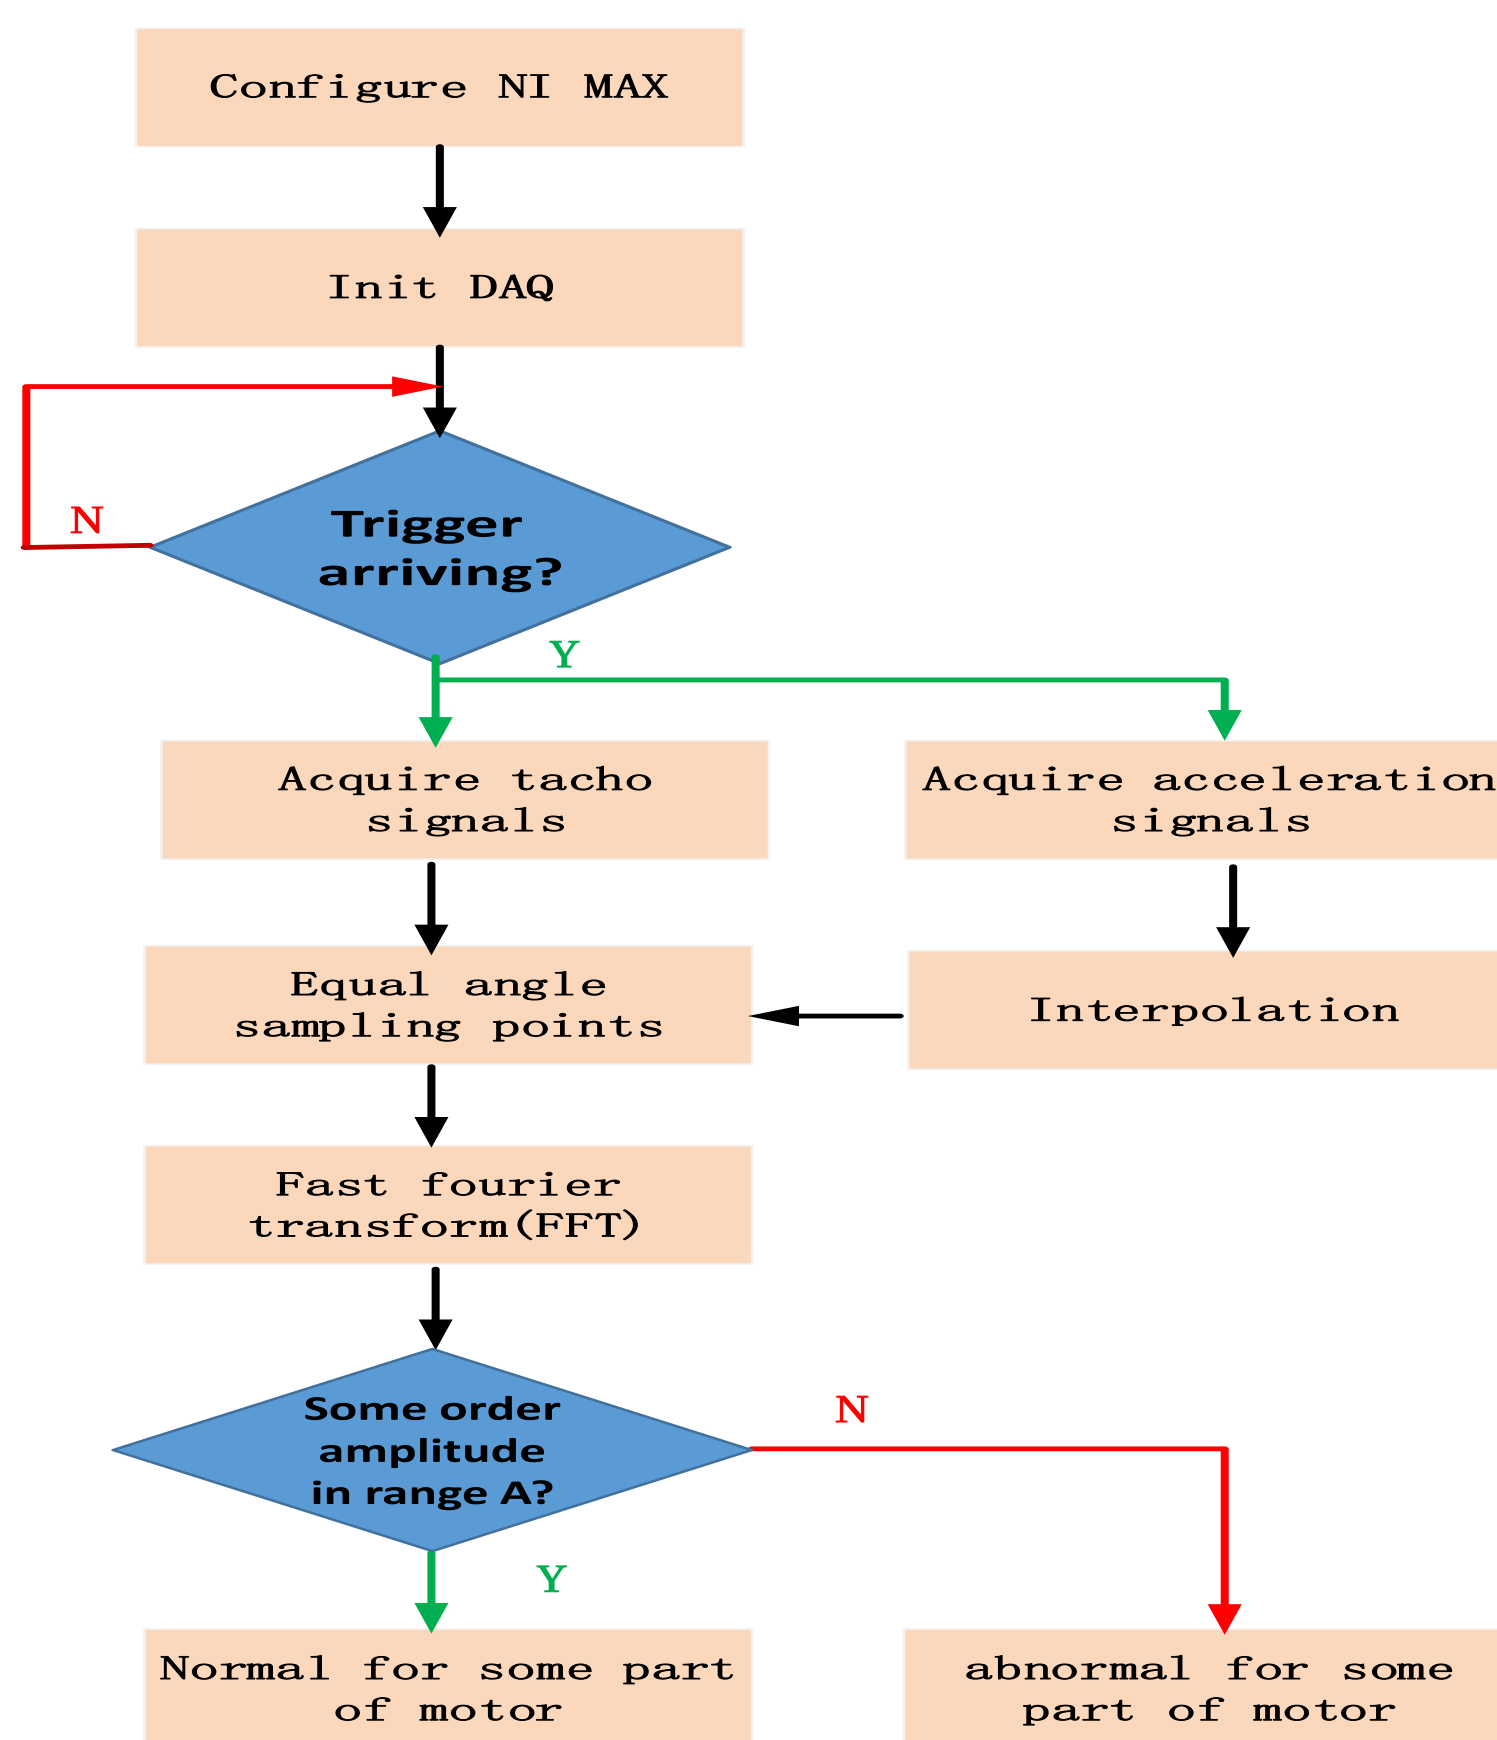 Configure NI MAX
Init DAQ
Trigger
arriving?
N
Y
Acquire tacho
signals
Acquire acceleration
signals
Equal angle
sampling points
Interpolation
Fast fourier
transform(FFT)
Some order
amplitude
in range A?
N
Y
Normal for some part
of motor
abnormal for some
part of motor